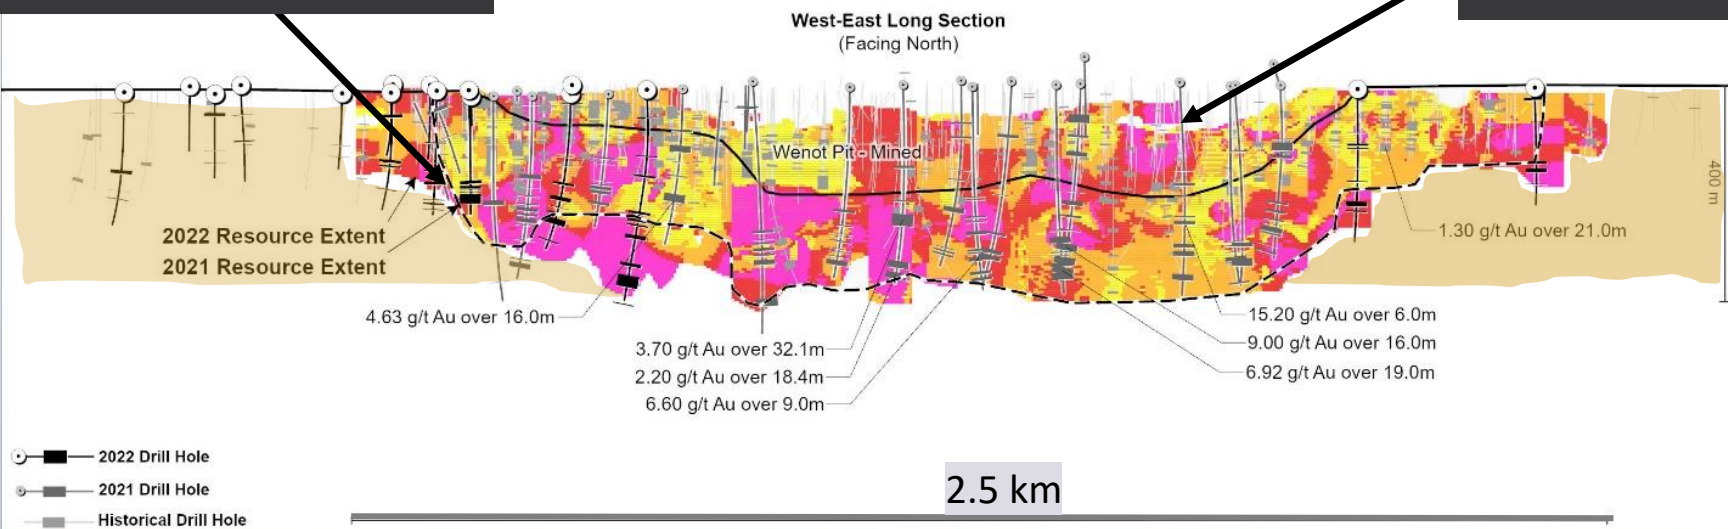 West-East Long Section
(Facing North)
Wenot Pit - Mined
400 m
2022 Resource Extent
2021 Resource Extent
1.30 g/t Au over 21.0m
4.63 g/t Au over 16.0m
15.20 g/t Au over 6.0m
3.70 g/t Au over 32.1m
9.00 g/t Au over 16.0m
2.20 g/t Au over 18.4m
6.92 g/t Au over 19.0m
6.60 g/t Au over 9.0m
2022 Drill Hole
2021 Drill Hole
Historical Drill Hole
2.5 km